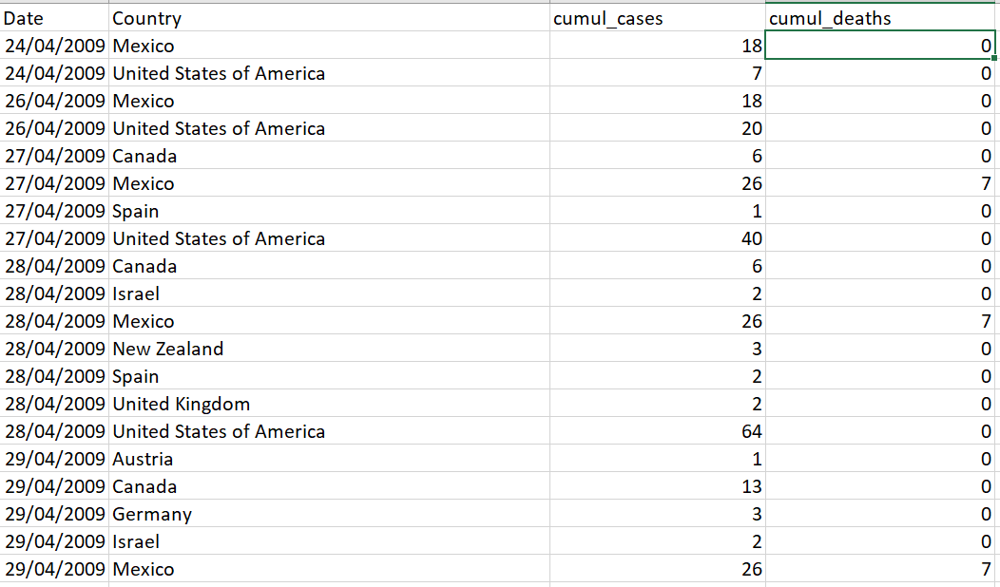 Date Country cumul_cases cumul_deaths
24/04/2009 Mexico 18 0
24/04/2009 United States of America 7 0
26/04/2009 Mexico 18 0
26/04/2009 United States of America 20 0
27/04/2009 Canada 6 0
27/04/2009 Mexico 26 7
27/04/2009 Spain 1 0
27/04/2009 United States of America 40 0
28/04/2009 Canada 6 0
28/04/2009 Israel 2 0
28/04/2009 Mexico 26 7
28/04/2009 New Zealand 3 0
28/04/2009 Spain 2 0
28/04/2009 United Kingdom 2 0
28/04/2009 United States of America 64 0
29/04/2009 Austria 1 0
29/04/2009 Canada 13 0
29/04/2009 Germany 3 0
29/04/2009 Israel 2 0
29/04/2009 Mexico 26 7